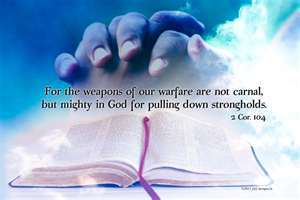 For the weapons of our warfare are not carnal,
but mighty in God for pulling down strongholds.
2 Cor. 10:4